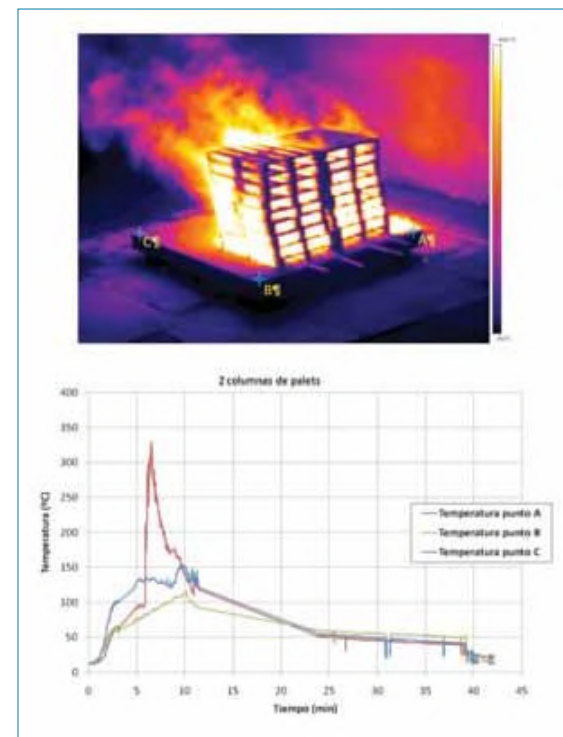 C¶
A¶
B¶
2 columnas de palets
Temperatura (ºC)
400
350
300
250
200
150
100
50
0
Temperatura punto A
Temperatura punto B
Temperatura punto C
0 5 10 15 20 25 30 35 40 45
Tiempo (min)